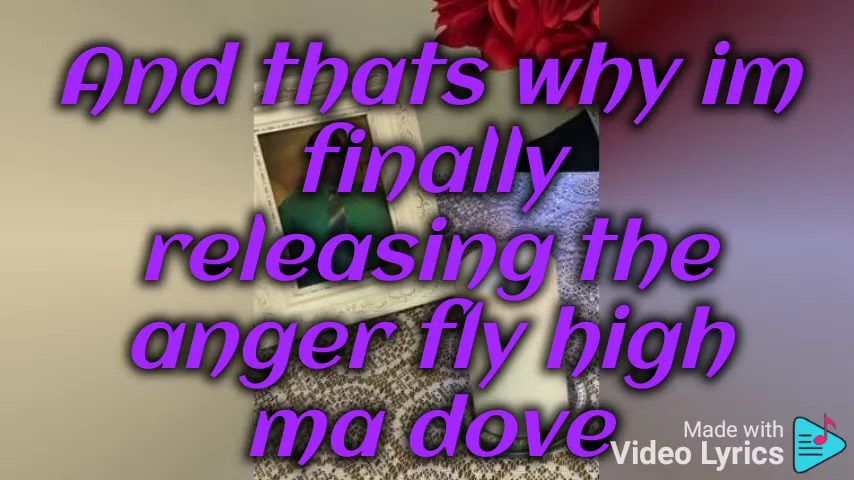 And thats why im
finally
releasing the
anger fly high
ma dove
Made with
Video Lyrics